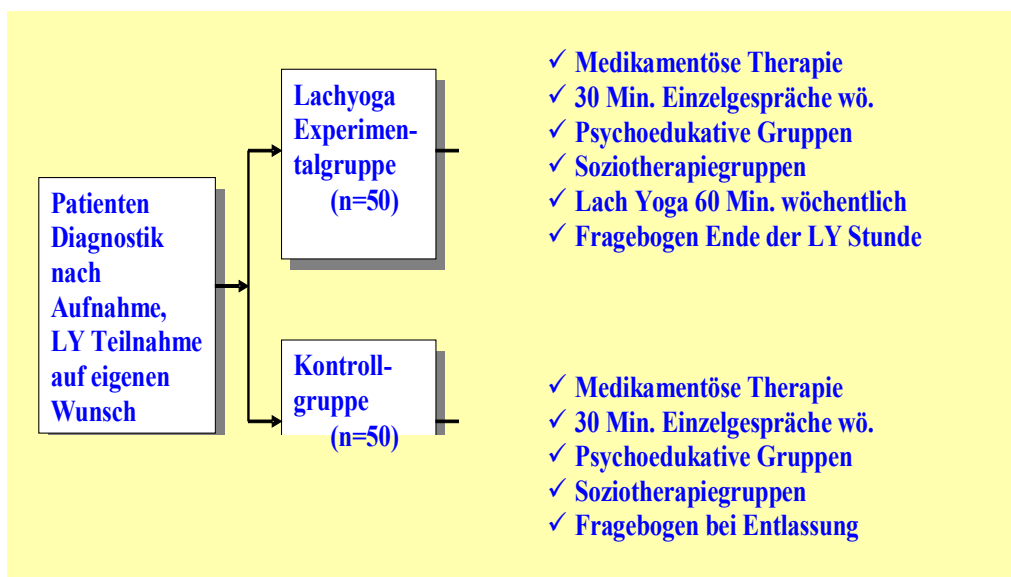 Patienten
Diagnostik
nach
Aufnahme,
LY Teilnahme
auf eigenen
Wunsch
Lachyoga
Experimen-
talgruppe
(n=50)
✓ Medikamentöse Therapie
✓ 30 Min. Einzelgespräche wö.
✓ Psychoedukative Gruppen
✓ Soziotherapiegruppen
✓ Lach Yoga 60 Min. wöchentlich
✓ Fragebogen Ende der LY Stunde
Kontroll-
gruppe
(n=50)
✓ Medikamentöse Therapie
✓ 30 Min. Einzelgespräche wö.
✓ Psychoedukative Gruppen
✓ Soziotherapiegruppen
✓ Fragebogen bei Entlassung